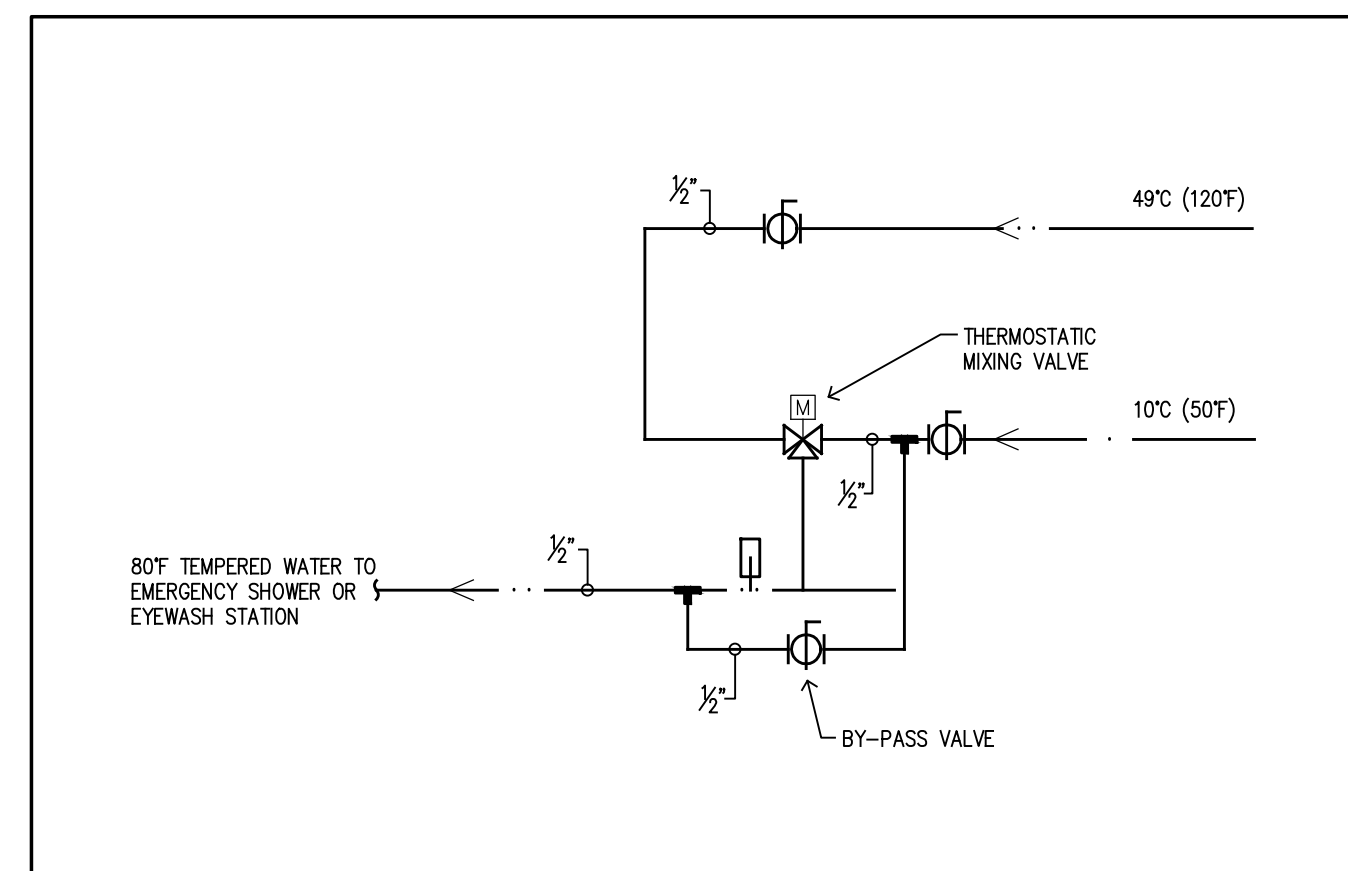 ½"
49°C (120°F)
THERMOSTATIC
MIXING VALVE
M
10°C (50°F)
½"
½"
80°F TEMPERED WATER TO
EMERGENCY SHOWER OR
EYEWASH STATION
½"
BY-PASS VALVE